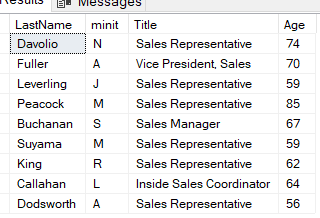 Messages
LastName minit Title Age
Davolio N Sales Representative 74
Fuller A Vice President, Sales 70
Leverling J Sales Representative 59
Peacock M Sales Representative 85
Buchanan S Sales Manager 67
Suyama M Sales Representative 59
King R Sales Representative 62
Callahan L Inside Sales Coordinator 64
Dodsworth A Sales Representative 56